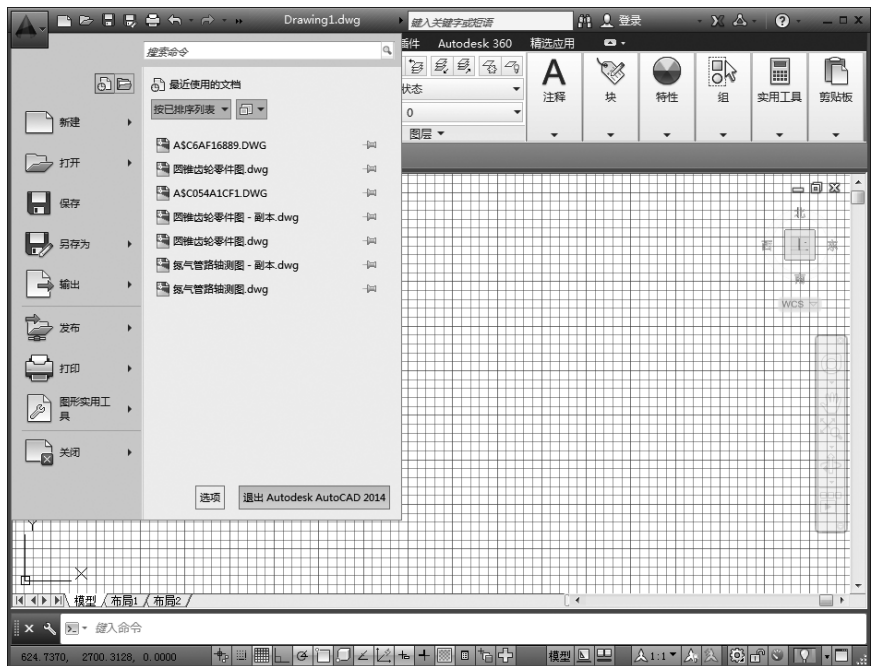 Drawing1.dwg
键入关键字或短语
登录
搜索命令
插件 Autodesk 360 精选应用
最近使用的文档
按已排序列表
状态
0
图层
注释
块
特性
组
实用工具
剪贴板
新建
打开
保存
另存为
输出
发布
打印
图形实用工具
关闭
A$C6AF16889.DWG
圆锥齿轮零件图.dwg
A$C054A1CF1.DWG
圆锥齿轮零件图 - 副本.dwg
圆锥齿轮零件图.dwg
氮气管路轴测图 - 副本.dwg
氮气管路轴测图.dwg
选项
退出 Autodesk AutoCAD 2014
北
西 上 东
南
WCS
Y
X
模型 布局1 布局2
键入命令
624.7370, 2700.3128, 0.0000
模型
1:1